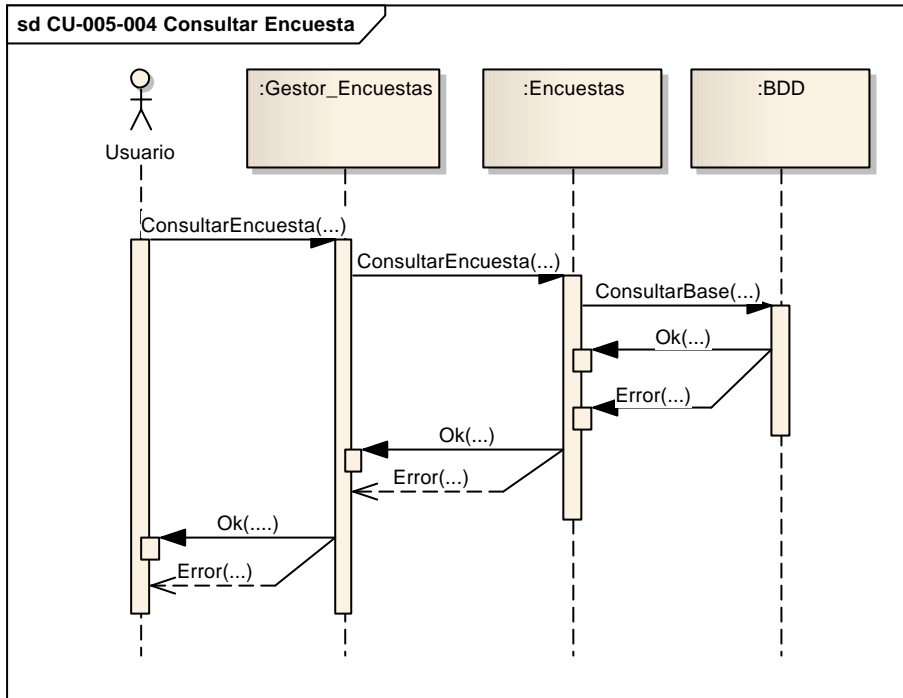 sd CU-005-004 Consultar Encuesta
:Gestor_Encuestas
:Encuestas
:BDD
Usuario
ConsultarEncuesta(...)
ConsultarEncuesta(...)
ConsultarBase(...)
Ok(...)
Error(...)
Ok(...)
Error(...)
Ok(....)
Error(...)